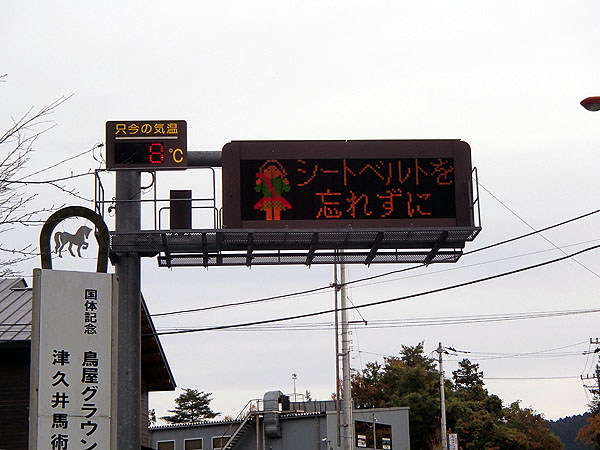 只今の気温
8℃
シートベルトを
忘れずに
国体記念
鳥屋グラウン
津久井馬術